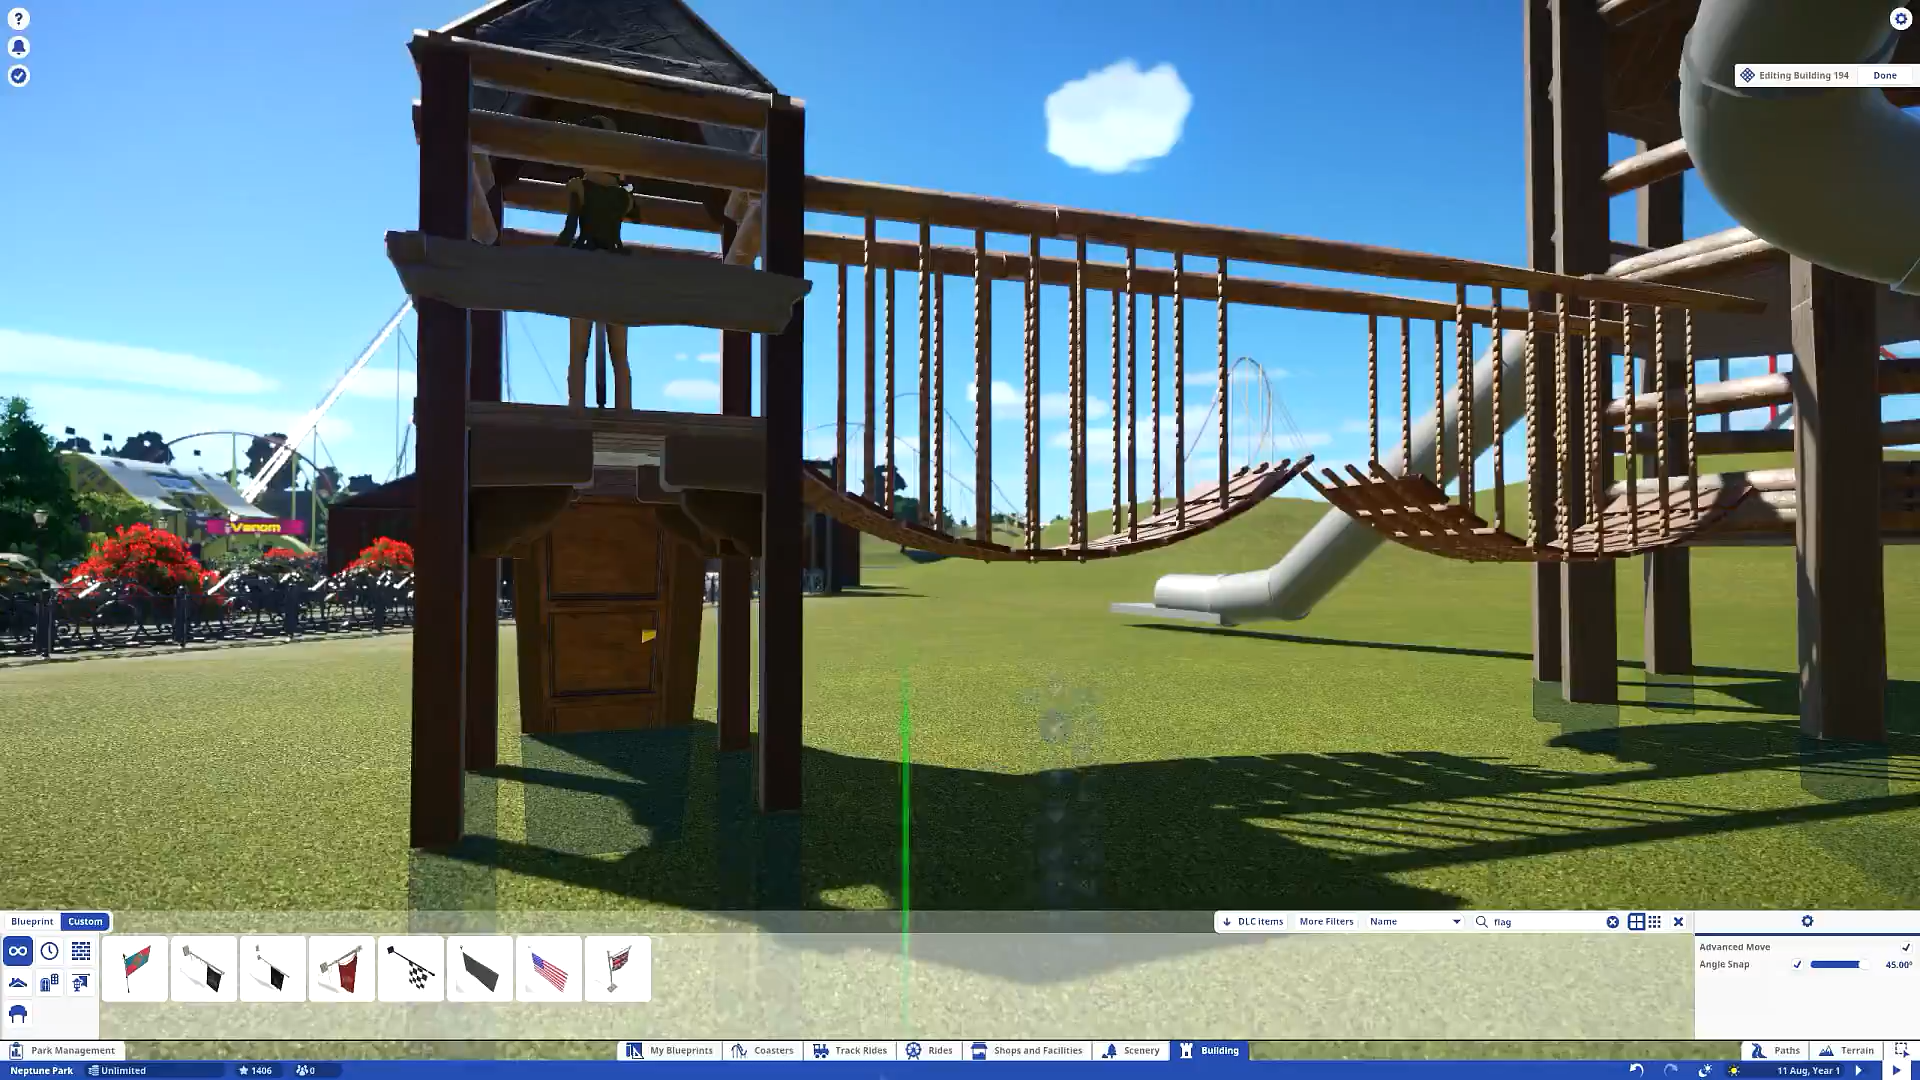 ?
Editing Building 194 Done
Venom
Blueprint Custom
DLC items More Filters Name flag
Advanced Move
Angle Snap 45.00°
Park Management My Blueprints Coasters Track Rides Rides Shops and Facilities Scenery Building Paths Terrain
Neptune Park Unlimited 1406 0 11 Aug, Year 1